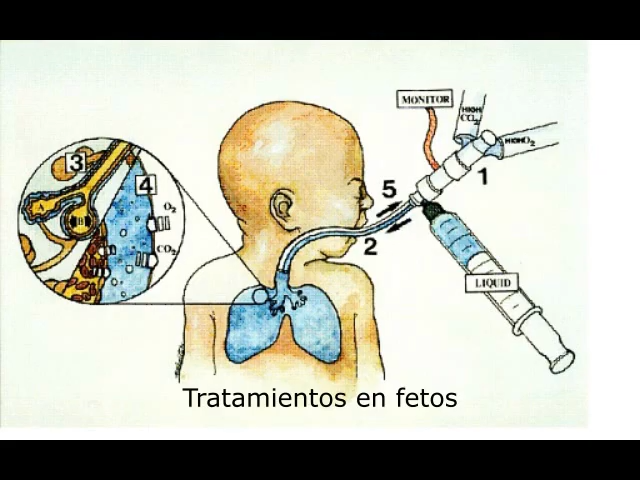 MONITOR
HIGH
CO2
HIGH O2
1
5
2
LIQUID
3
4
A
B
O2
CO2
Tratamientos en fetos